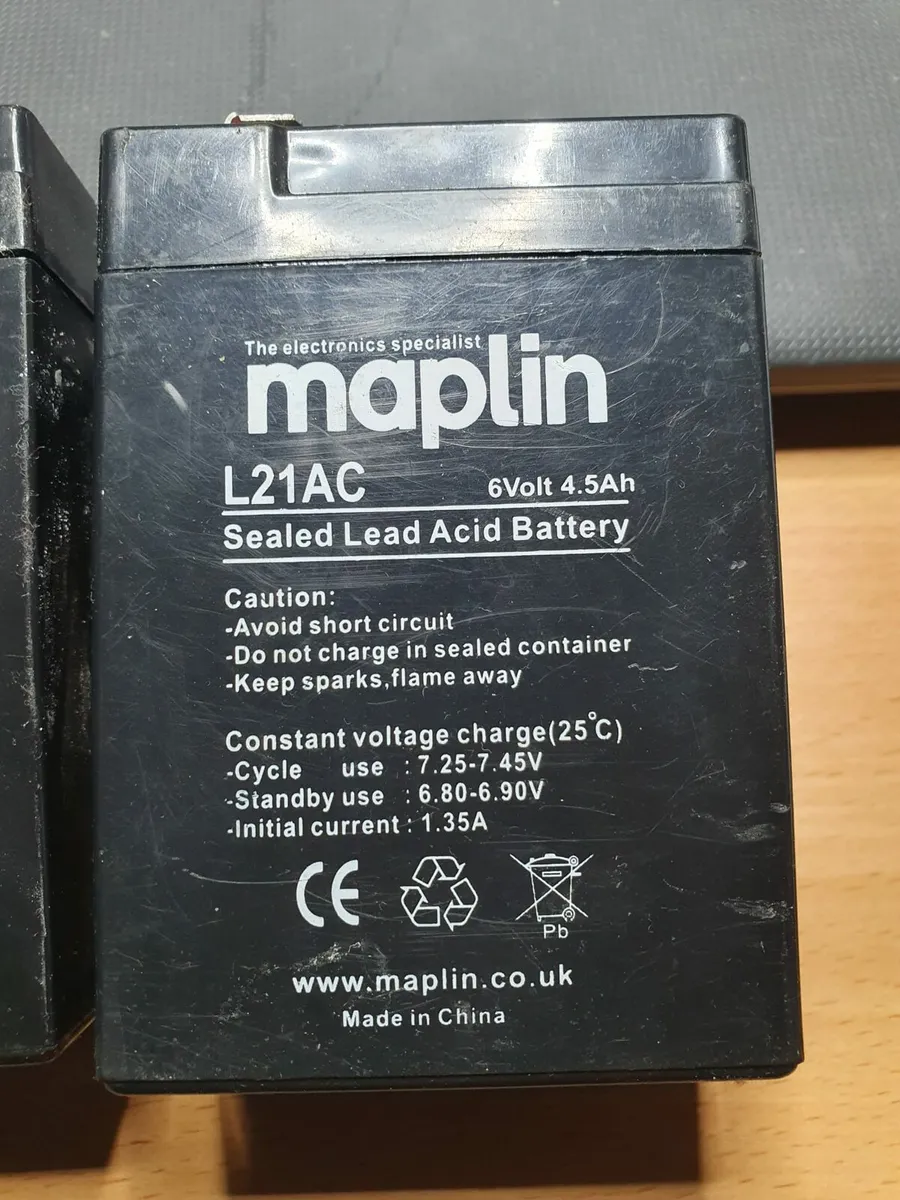 The electronics specialist
maplin
L21AC 6Volt 4.5Ah
Sealed Lead Acid Battery
Caution:
-Avoid short circuit
-Do not charge in sealed container
-Keep sparks,flame away
Constant voltage charge(25°C)
-Cycle use : 7.25-7.45V
-Standby use : 6.80-6.90V
-Initial current : 1.35A
CE
Pb
www.maplin.co.uk
Made in China